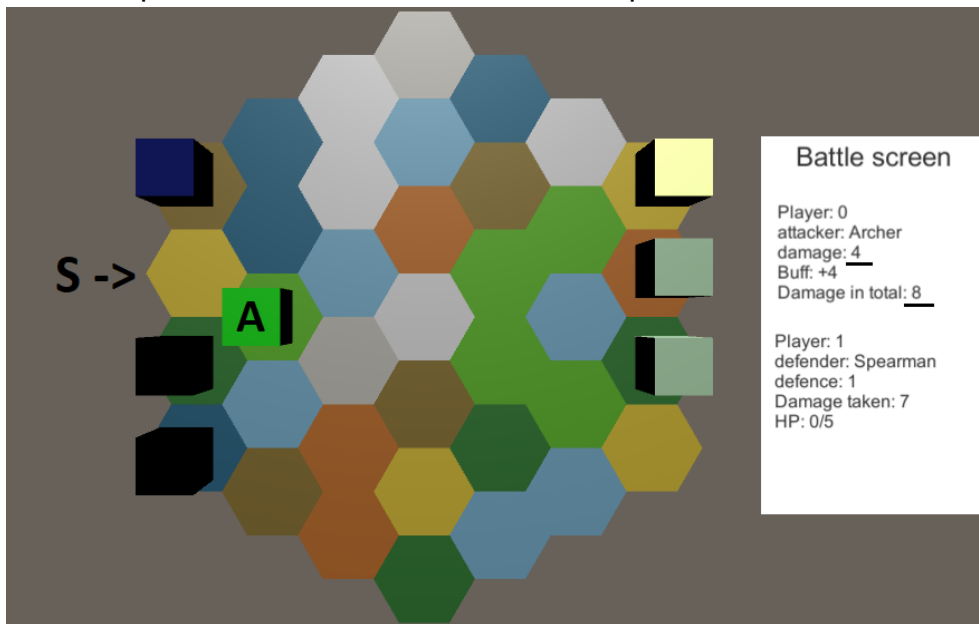 S ->
A
Battle screen
Player: 0
attacker: Archer
damage: 4
Buff: +4
Damage in total: 8
Player: 1
defender: Spearman
defence: 1
Damage taken: 7
HP: 0/5